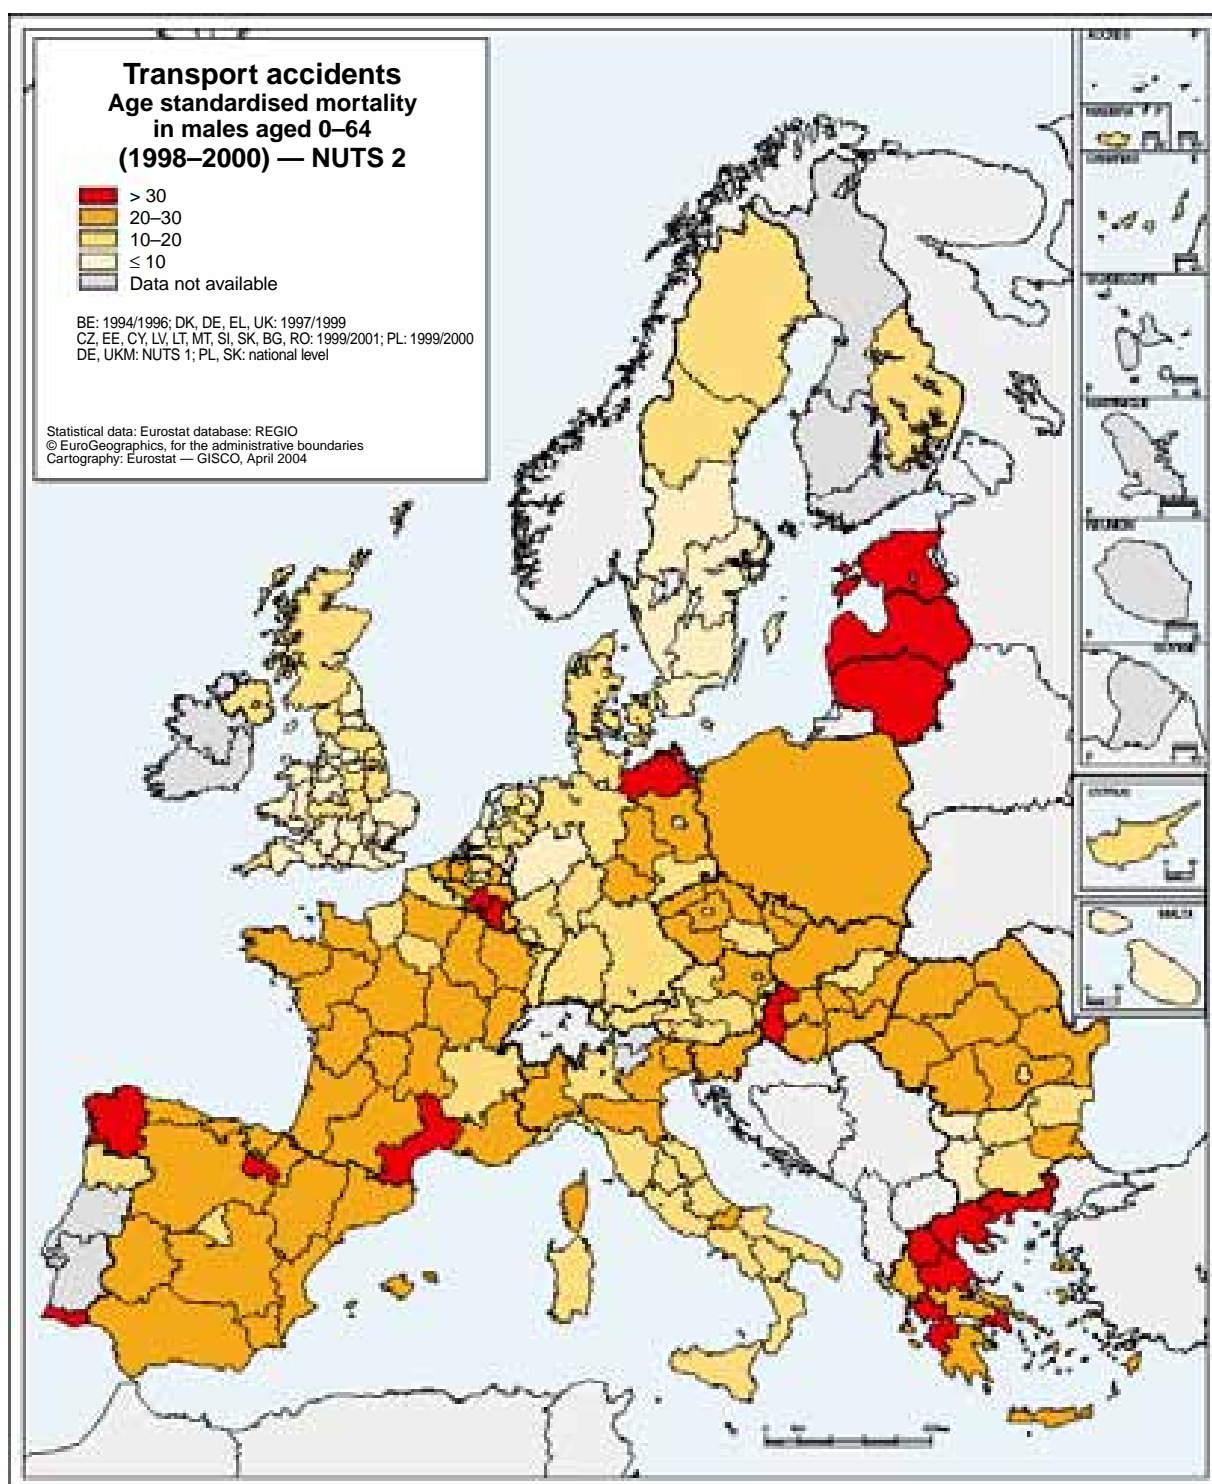 Transport accidents
Age standardised mortality
in males aged 0–64
(1998–2000) — NUTS 2
> 30
20–30
10–20
≤ 10
Data not available
BE: 1994/1996; DK, DE, EL, UK: 1997/1999
CZ, EE, CY, LV, LT, MT, SI, SK, BG, RO: 1999/2001; PL: 1999/2000
DE, UKM: NUTS 1; PL, SK: national level
Statistical data: Eurostat database: REGIO
© EuroGeographics, for the administrative boundaries
Cartography: Eurostat — GISCO, April 2004
CYPRUS
MALTA